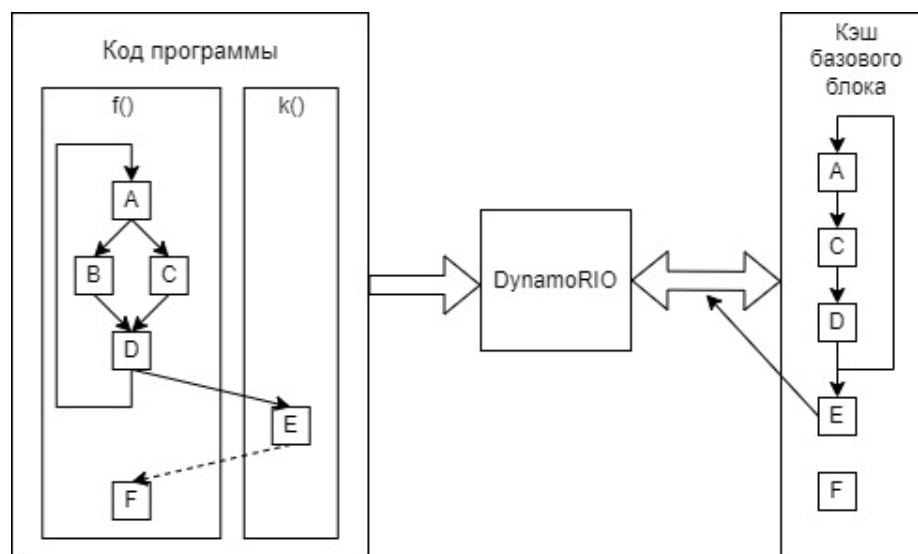 Код программы
f()
k()
A
B
C
D
E
F
DynamoRIO
Кэш
базового
блока
A
C
D
E
F